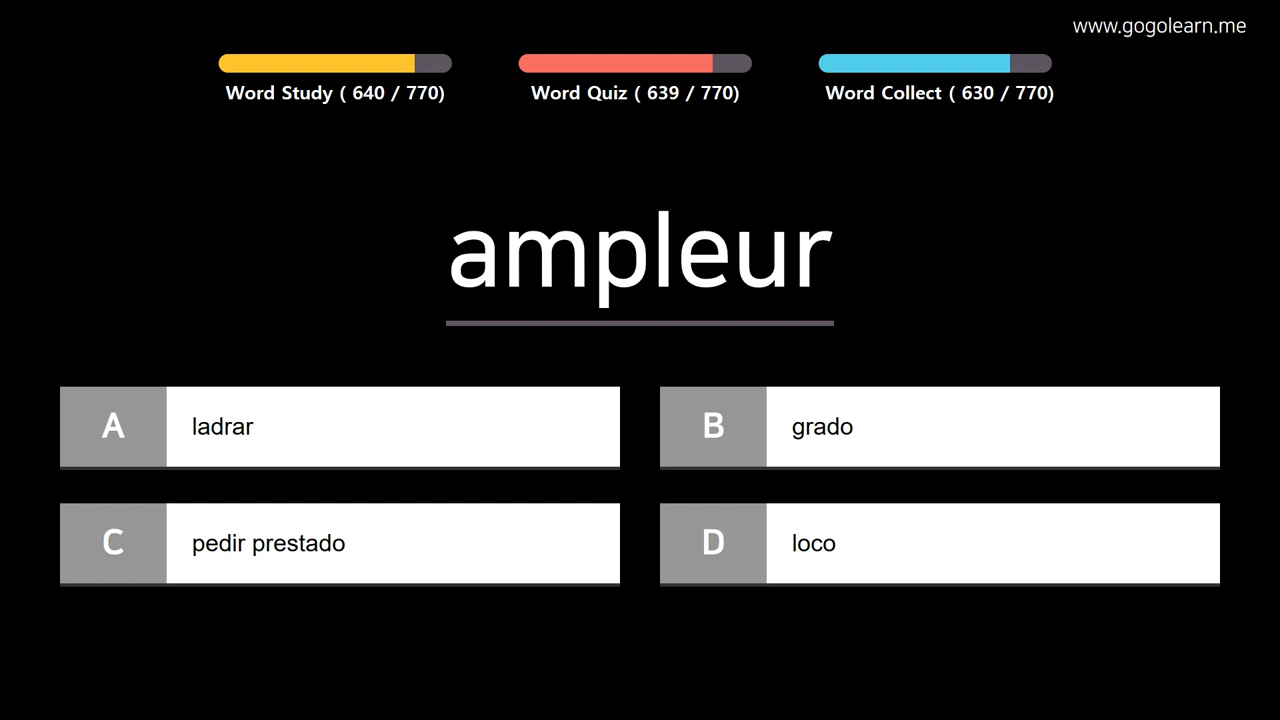 www.gogolearn.me
Word Study ( 640 / 770)
Word Quiz ( 639 / 770)
Word Collect ( 630 / 770)
ampleur
A ladrar
B grado
C pedir prestado
D loco